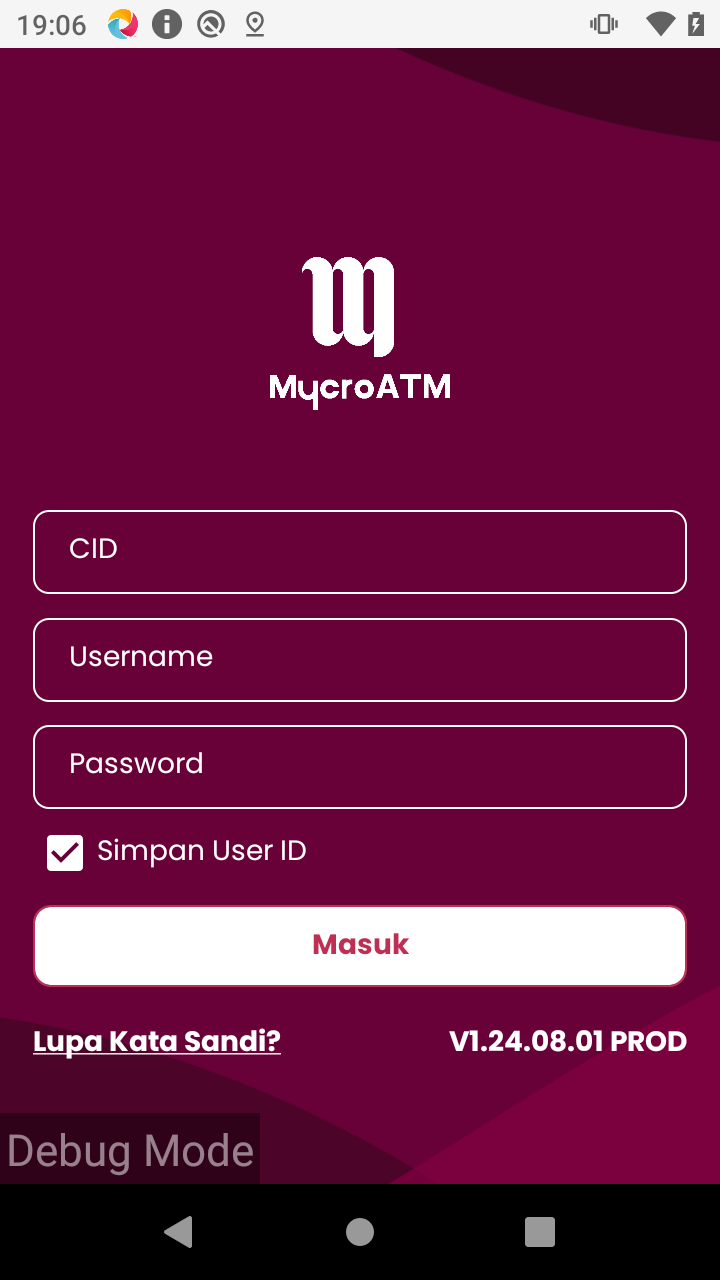 19:06
MycroATM
CID
Username
Password
Simpan User ID
Masuk
Lupa Kata Sandi? V1.24.08.01 PROD
Debug Mode